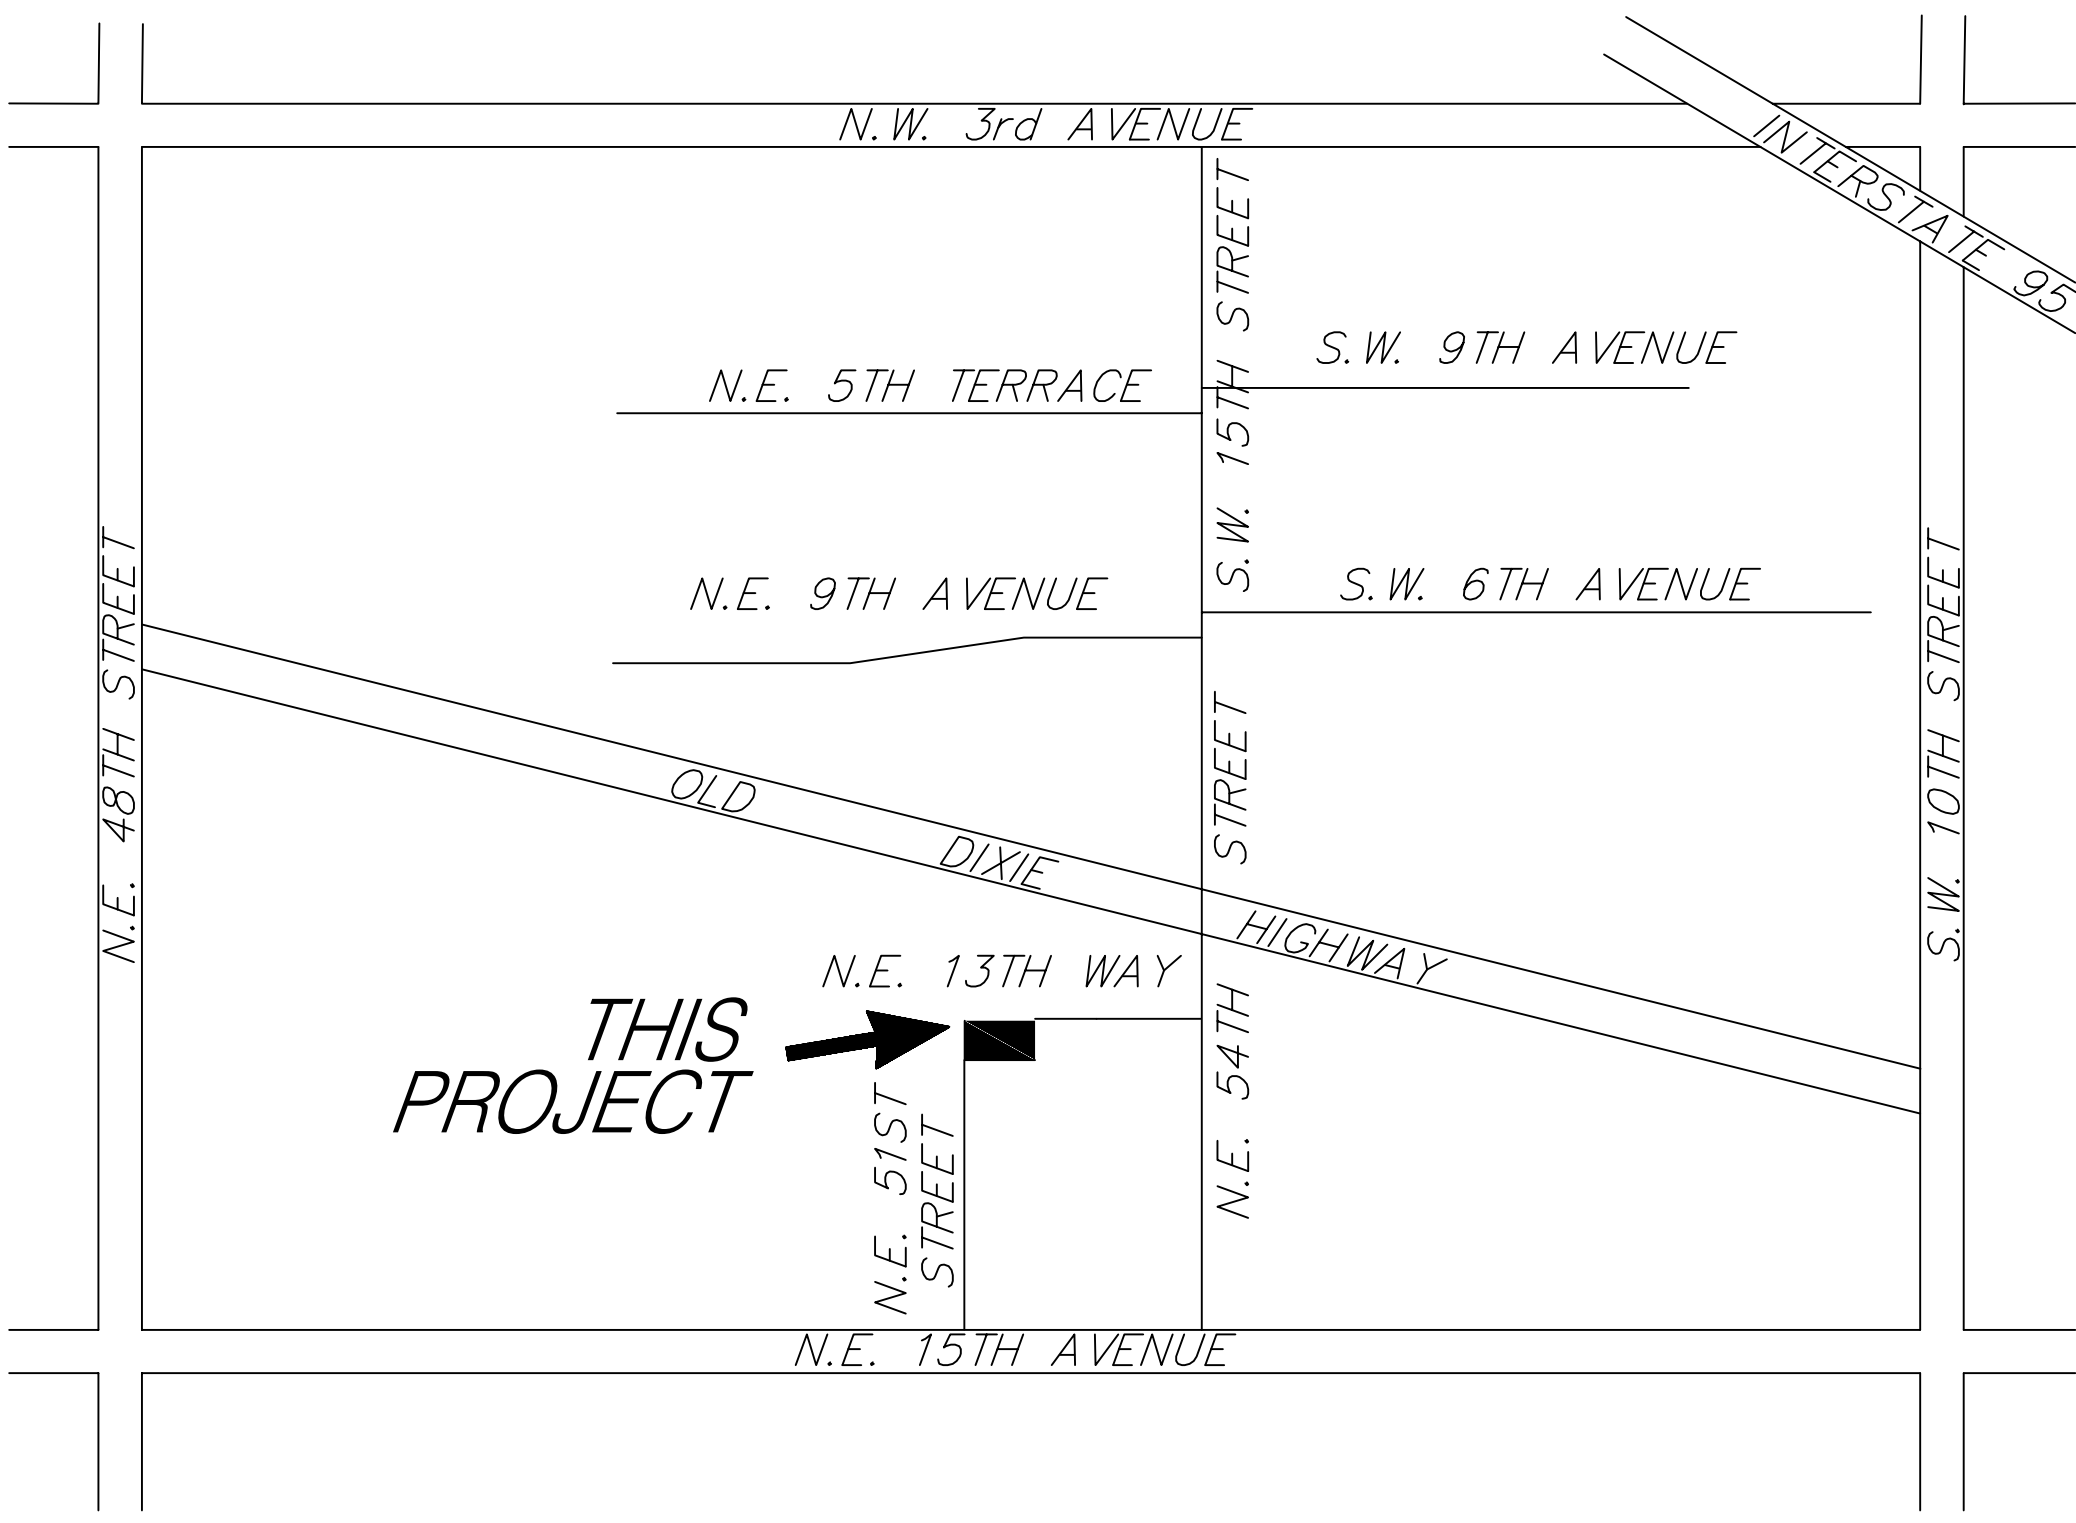 N.W. 3rd AVENUE
INTERSTATE 95
S.W. 15TH STREET
S.W. 9TH AVENUE
N.E. 5TH TERRACE
N.E. 48TH STREET
S.W. 10TH STREET
N.E. 9TH AVENUE
S.W. 6TH AVENUE
OLD DIXIE HIGHWAY
N.E. 54TH STREET
N.E. 13TH WAY
THIS
PROJECT
N.E. 51ST
STREET
N.E. 15TH AVENUE